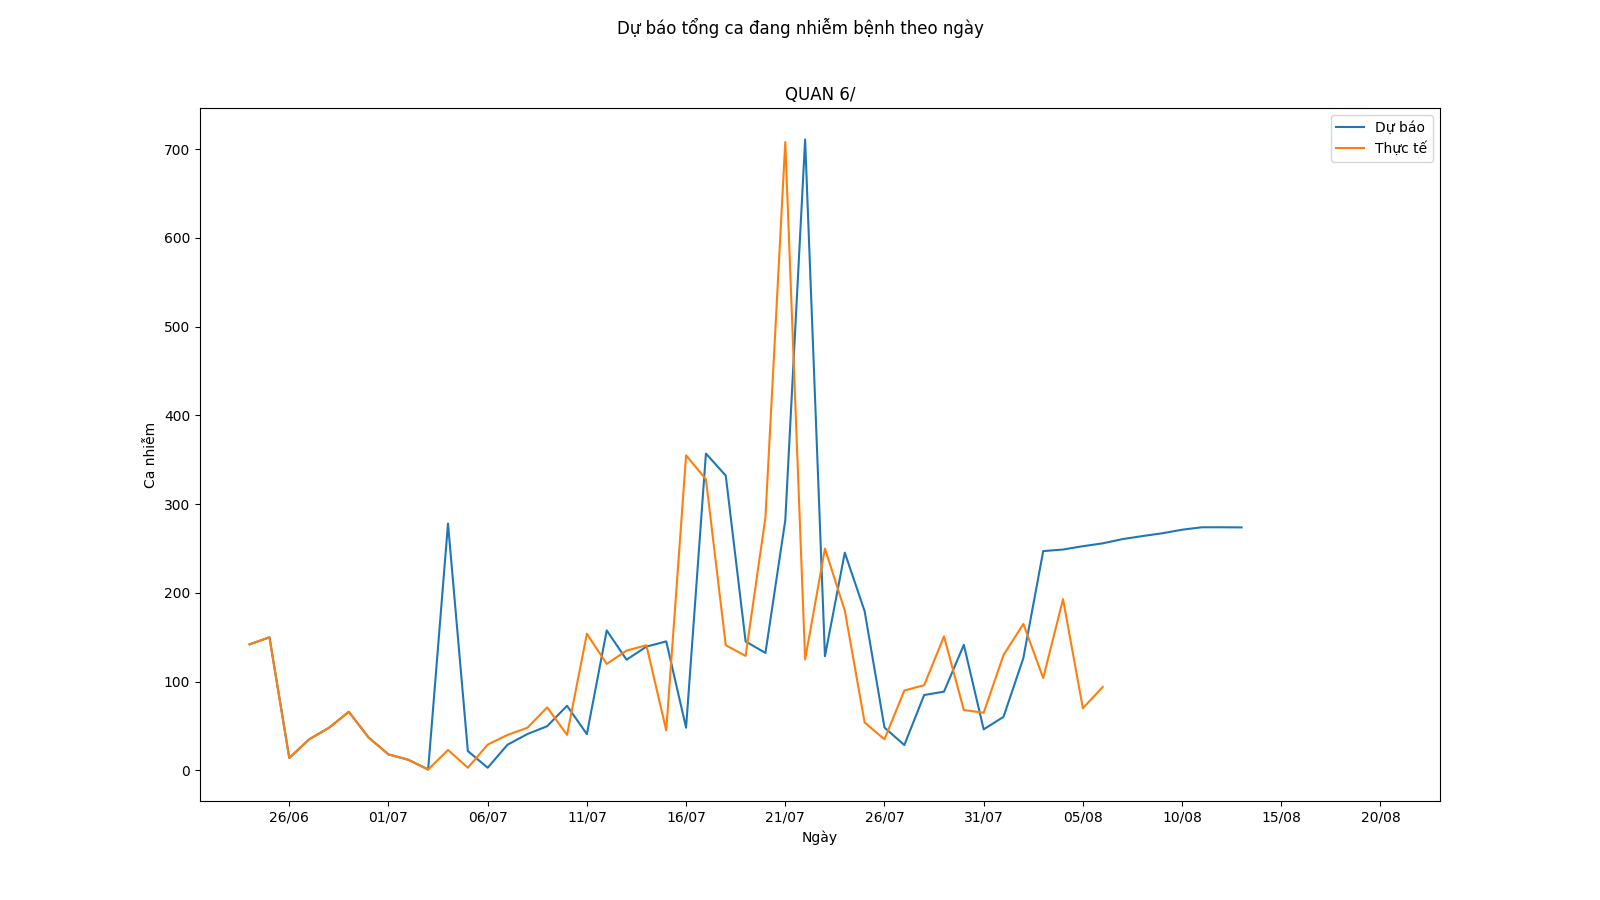 Dự báo tổng ca đang nhiễm bệnh theo ngày
QUAN 6/
Dự báo
Thực tế
700
600
500
400
300
200
100
0
Ca nhiễm
26/06 01/07 06/07 11/07 16/07 21/07 26/07 31/07 05/08 10/08 15/08 20/08
Ngày